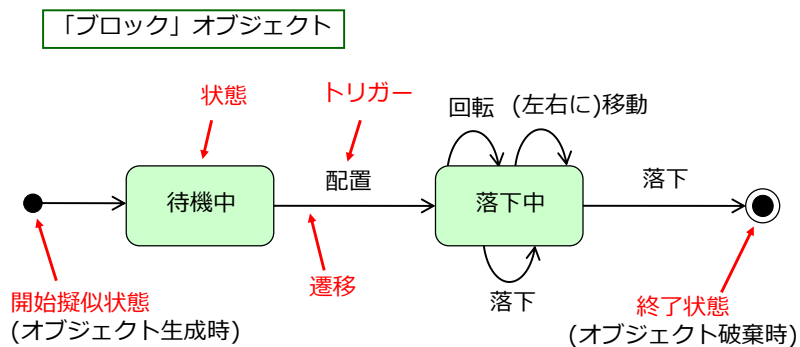 「ブロック」オブジェクト
状態
トリガー
回転
(左右に)移動
待機中
配置
落下中
落下
遷移
落下
開始擬似状態
(オブジェクト生成時)
終了状態
(オブジェクト破棄時)